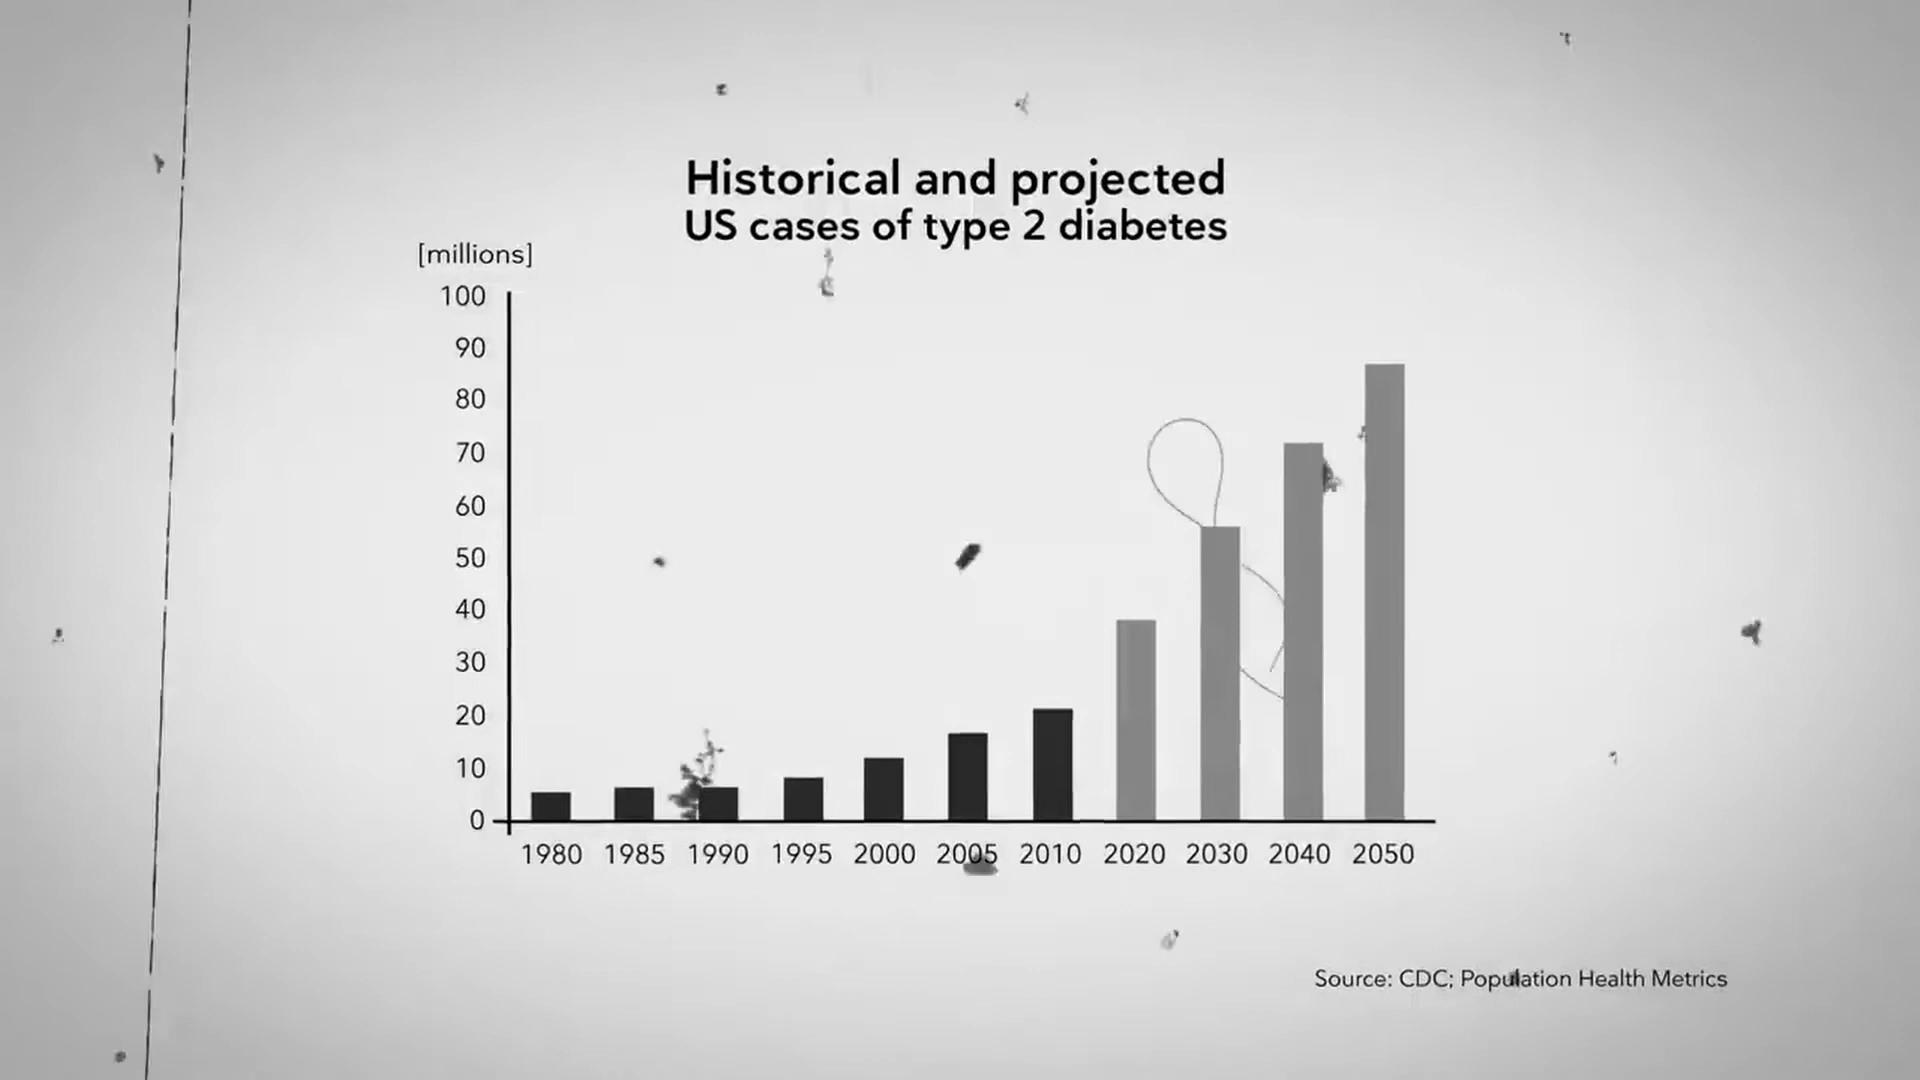 Historical and projected
US cases of type 2 diabetes
[millions]
100
90
80
70
60
50
40
30
20
10
0
1980 1985 1990 1995 2000 2005 2010 2020 2030 2040 2050
Source: CDC; Population Health Metrics